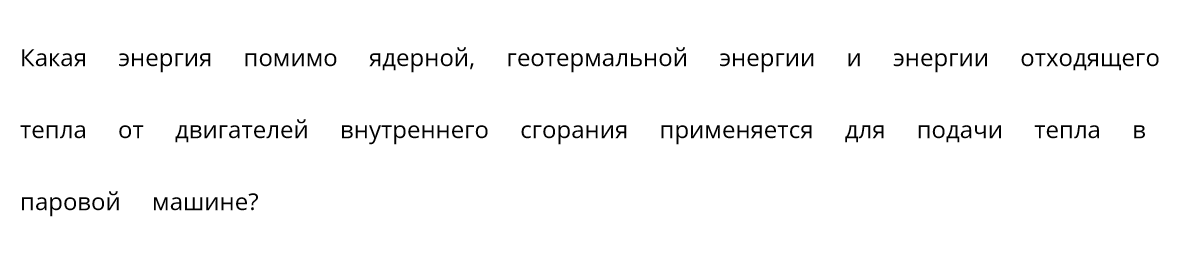 Какая энергия помимо ядерной, геотермальной энергии и энергии отходящего
тепла от двигателей внутреннего сгорания применяется для подачи тепла в
паровой машине?